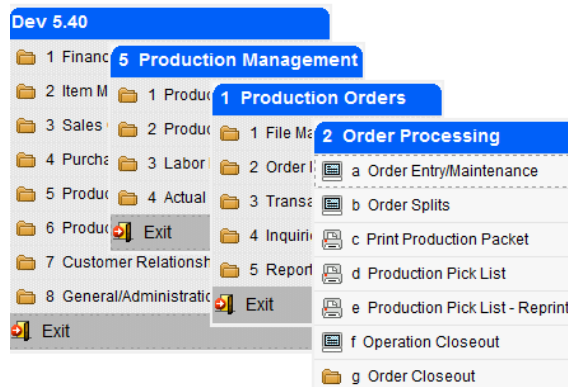 Dev 5.40
1 Financ
2 Item M
3 Sales
4 Purcha
5 Produc
6 Produc
7 Customer Relationsh
8 General/Administratio
Exit
5 Production Management
1 Produc
2 Produc
3 Labor
4 Actual
Exit
1 Production Orders
1 File Ma
2 Order
3 Transa
4 Inquiri
5 Report
Exit
2 Order Processing
a Order Entry/Maintenance
b Order Splits
c Print Production Packet
d Production Pick List
e Production Pick List - Reprint
f Operation Closeout
g Order Closeout